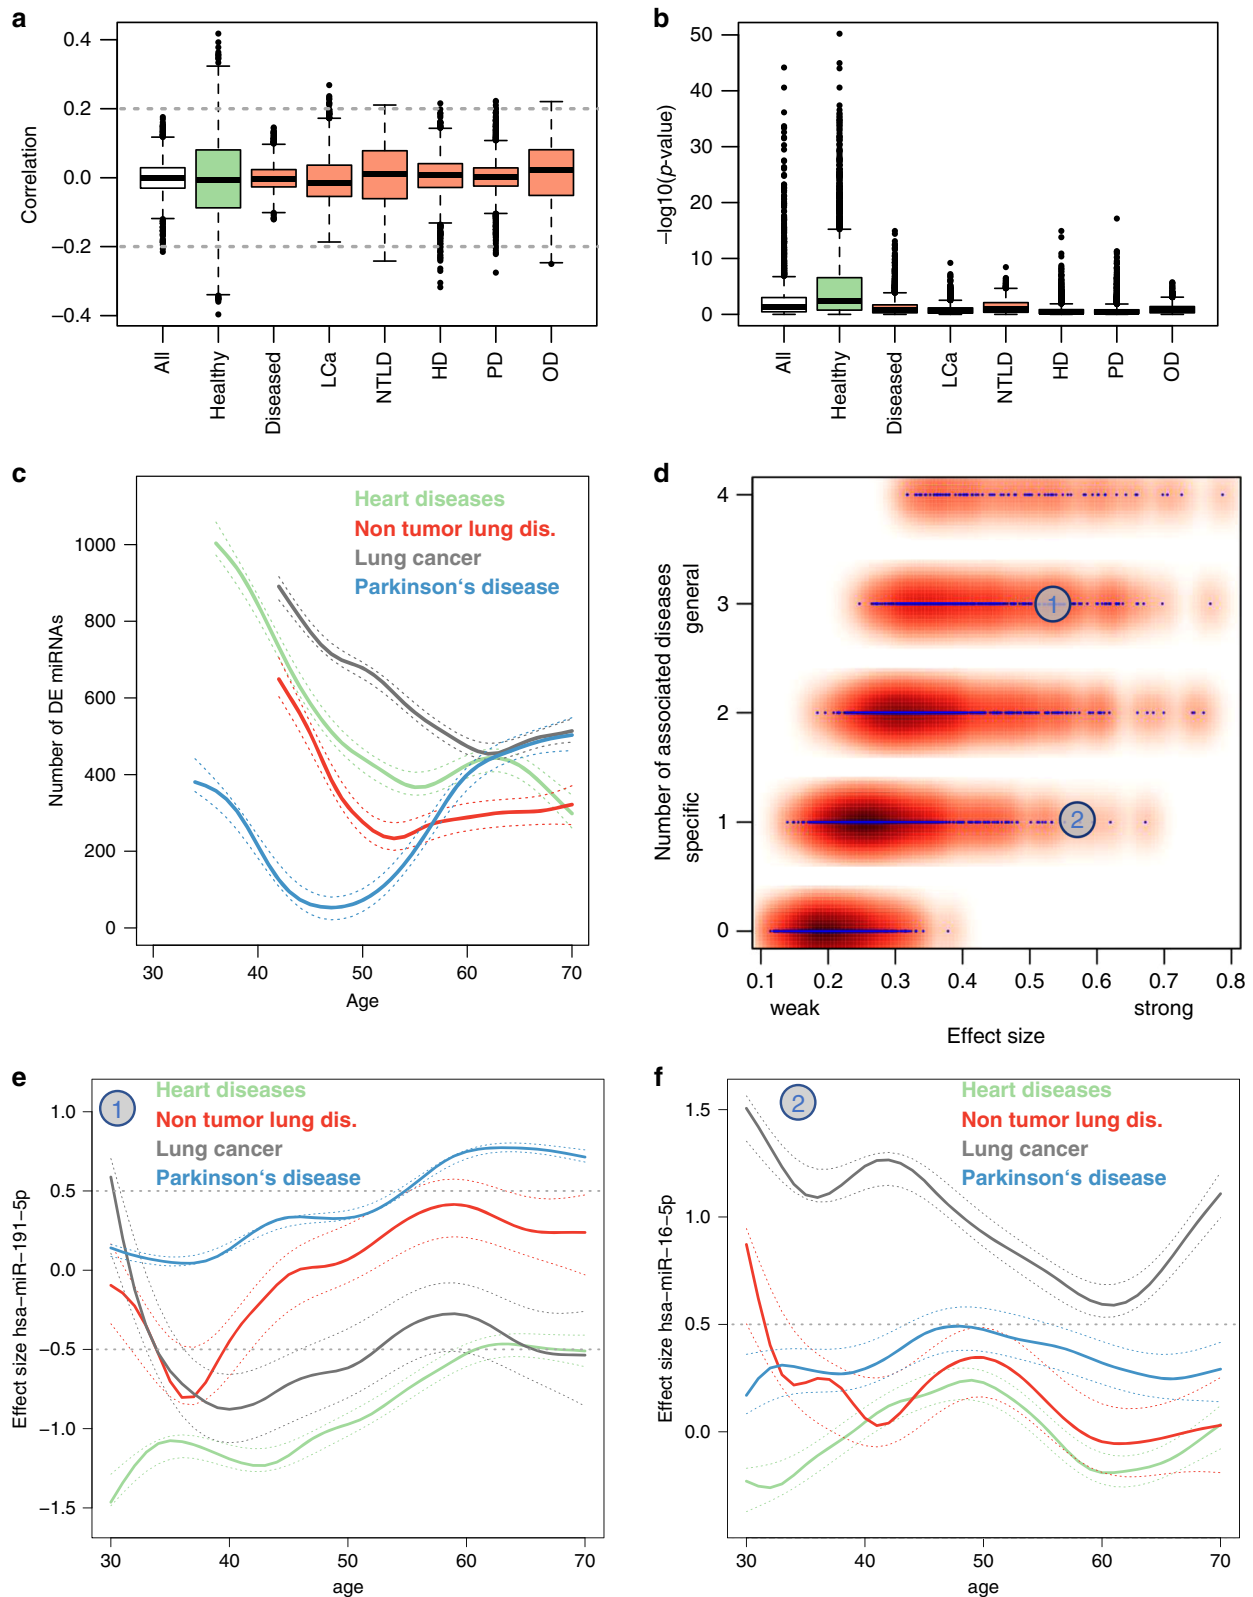 a
0.4
0.2
0.0
−0.2
−0.4
Correlation
All
Healthy
Diseased
LCa
NTLD
HD
PD
OD
b
50
40
30
20
10
0
−log10(p-value)
All
Healthy
Diseased
LCa
NTLD
HD
PD
OD
c
Heart diseases
Non tumor lung dis.
Lung cancer
Parkinson‘s disease
1000
800
600
400
200
0
Number of DE miRNAs
30
40
50
60
70
Age
d
4
3
2
1
0
Number of associated diseases
specific
general
1
2
0.1
0.2
0.3
0.4
0.5
0.6
0.7
0.8
weak
strong
Effect size
e
1
Heart diseases
Non tumor lung dis.
Lung cancer
Parkinson‘s disease
1.0
0.5
0.0
−0.5
−1.0
−1.5
Effect size hsa−miR−191−5p
30
40
50
60
70
age
f
2
Heart diseases
Non tumor lung dis.
Lung cancer
Parkinson‘s disease
1.5
1.0
0.5
0.0
Effect size hsa−miR−16−5p
30
40
50
60
70
age